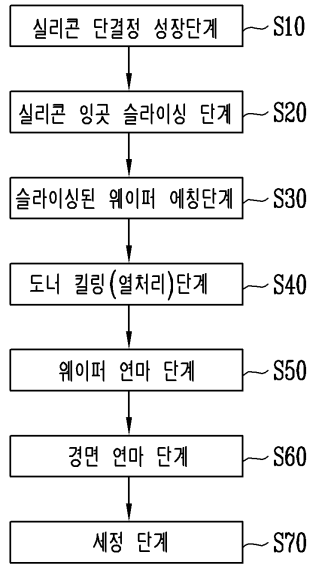 실리콘 단결정 성장단계 S10
실리콘 잉곳 슬라이싱 단계 S20
슬라이싱된 웨이퍼 에칭단계 S30
도너 킬링(열처리)단계 S40
웨이퍼 연마 단계 S50
경면 연마 단계 S60
세정 단계 S70